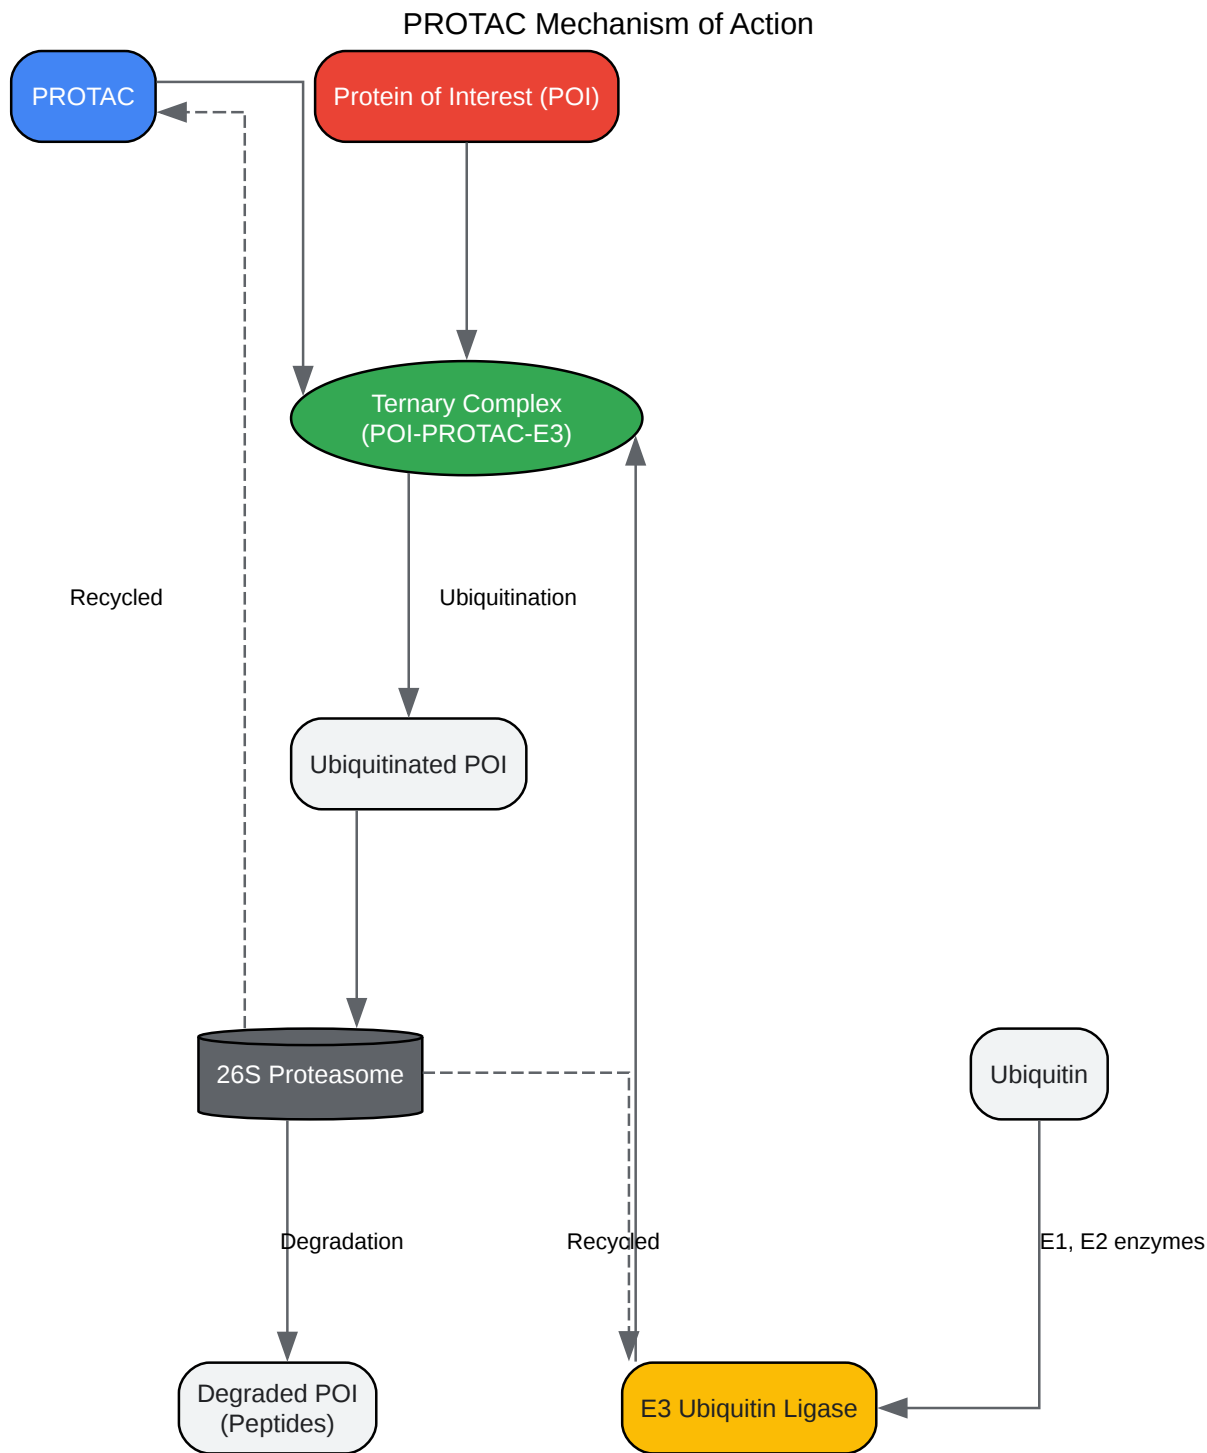 PROTAC Mechanism of Action
PROTAC
Protein of Interest (POI)
Ternary Complex
(POI-PROTAC-E3)
Recycled
Ubiquitination
Ubiquitinated POI
26S Proteasome
Ubiquitin
Degradation
Recycled
E1, E2 enzymes
Degraded POI
(Peptides)
E3 Ubiquitin Ligase